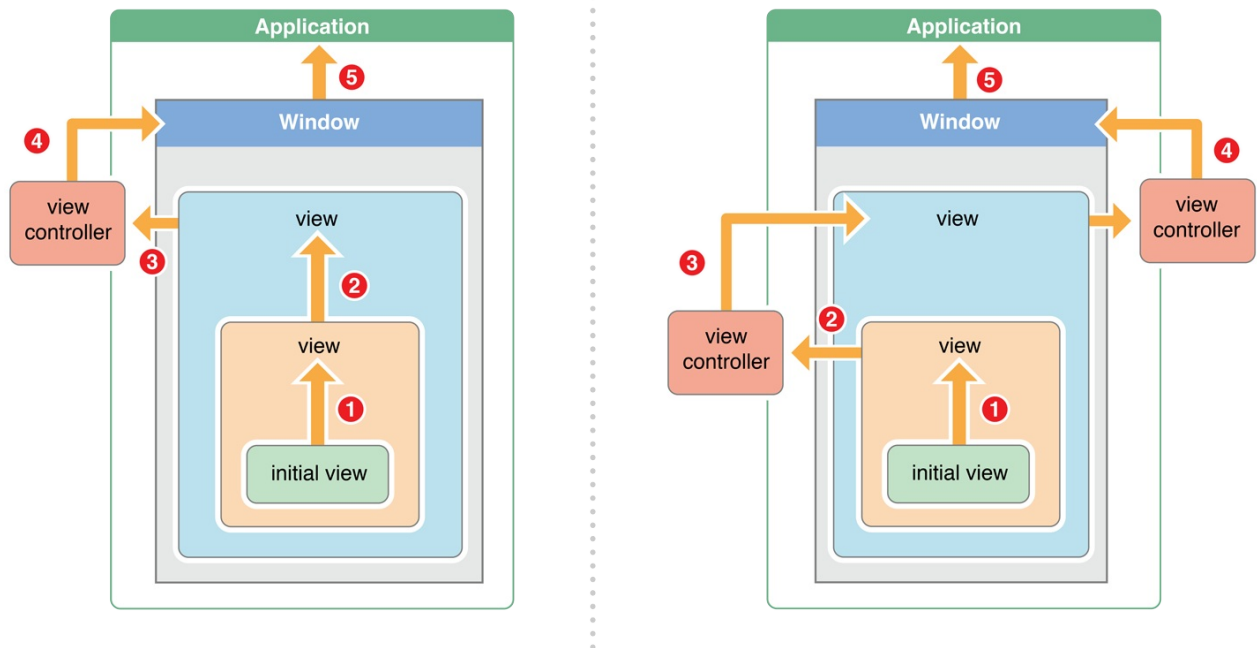 Application
5
Window
4
view
controller
view
3
2
view
1
initial view
Application
5
Window
4
view
controller
view
3
2
view
controller
view
1
initial view